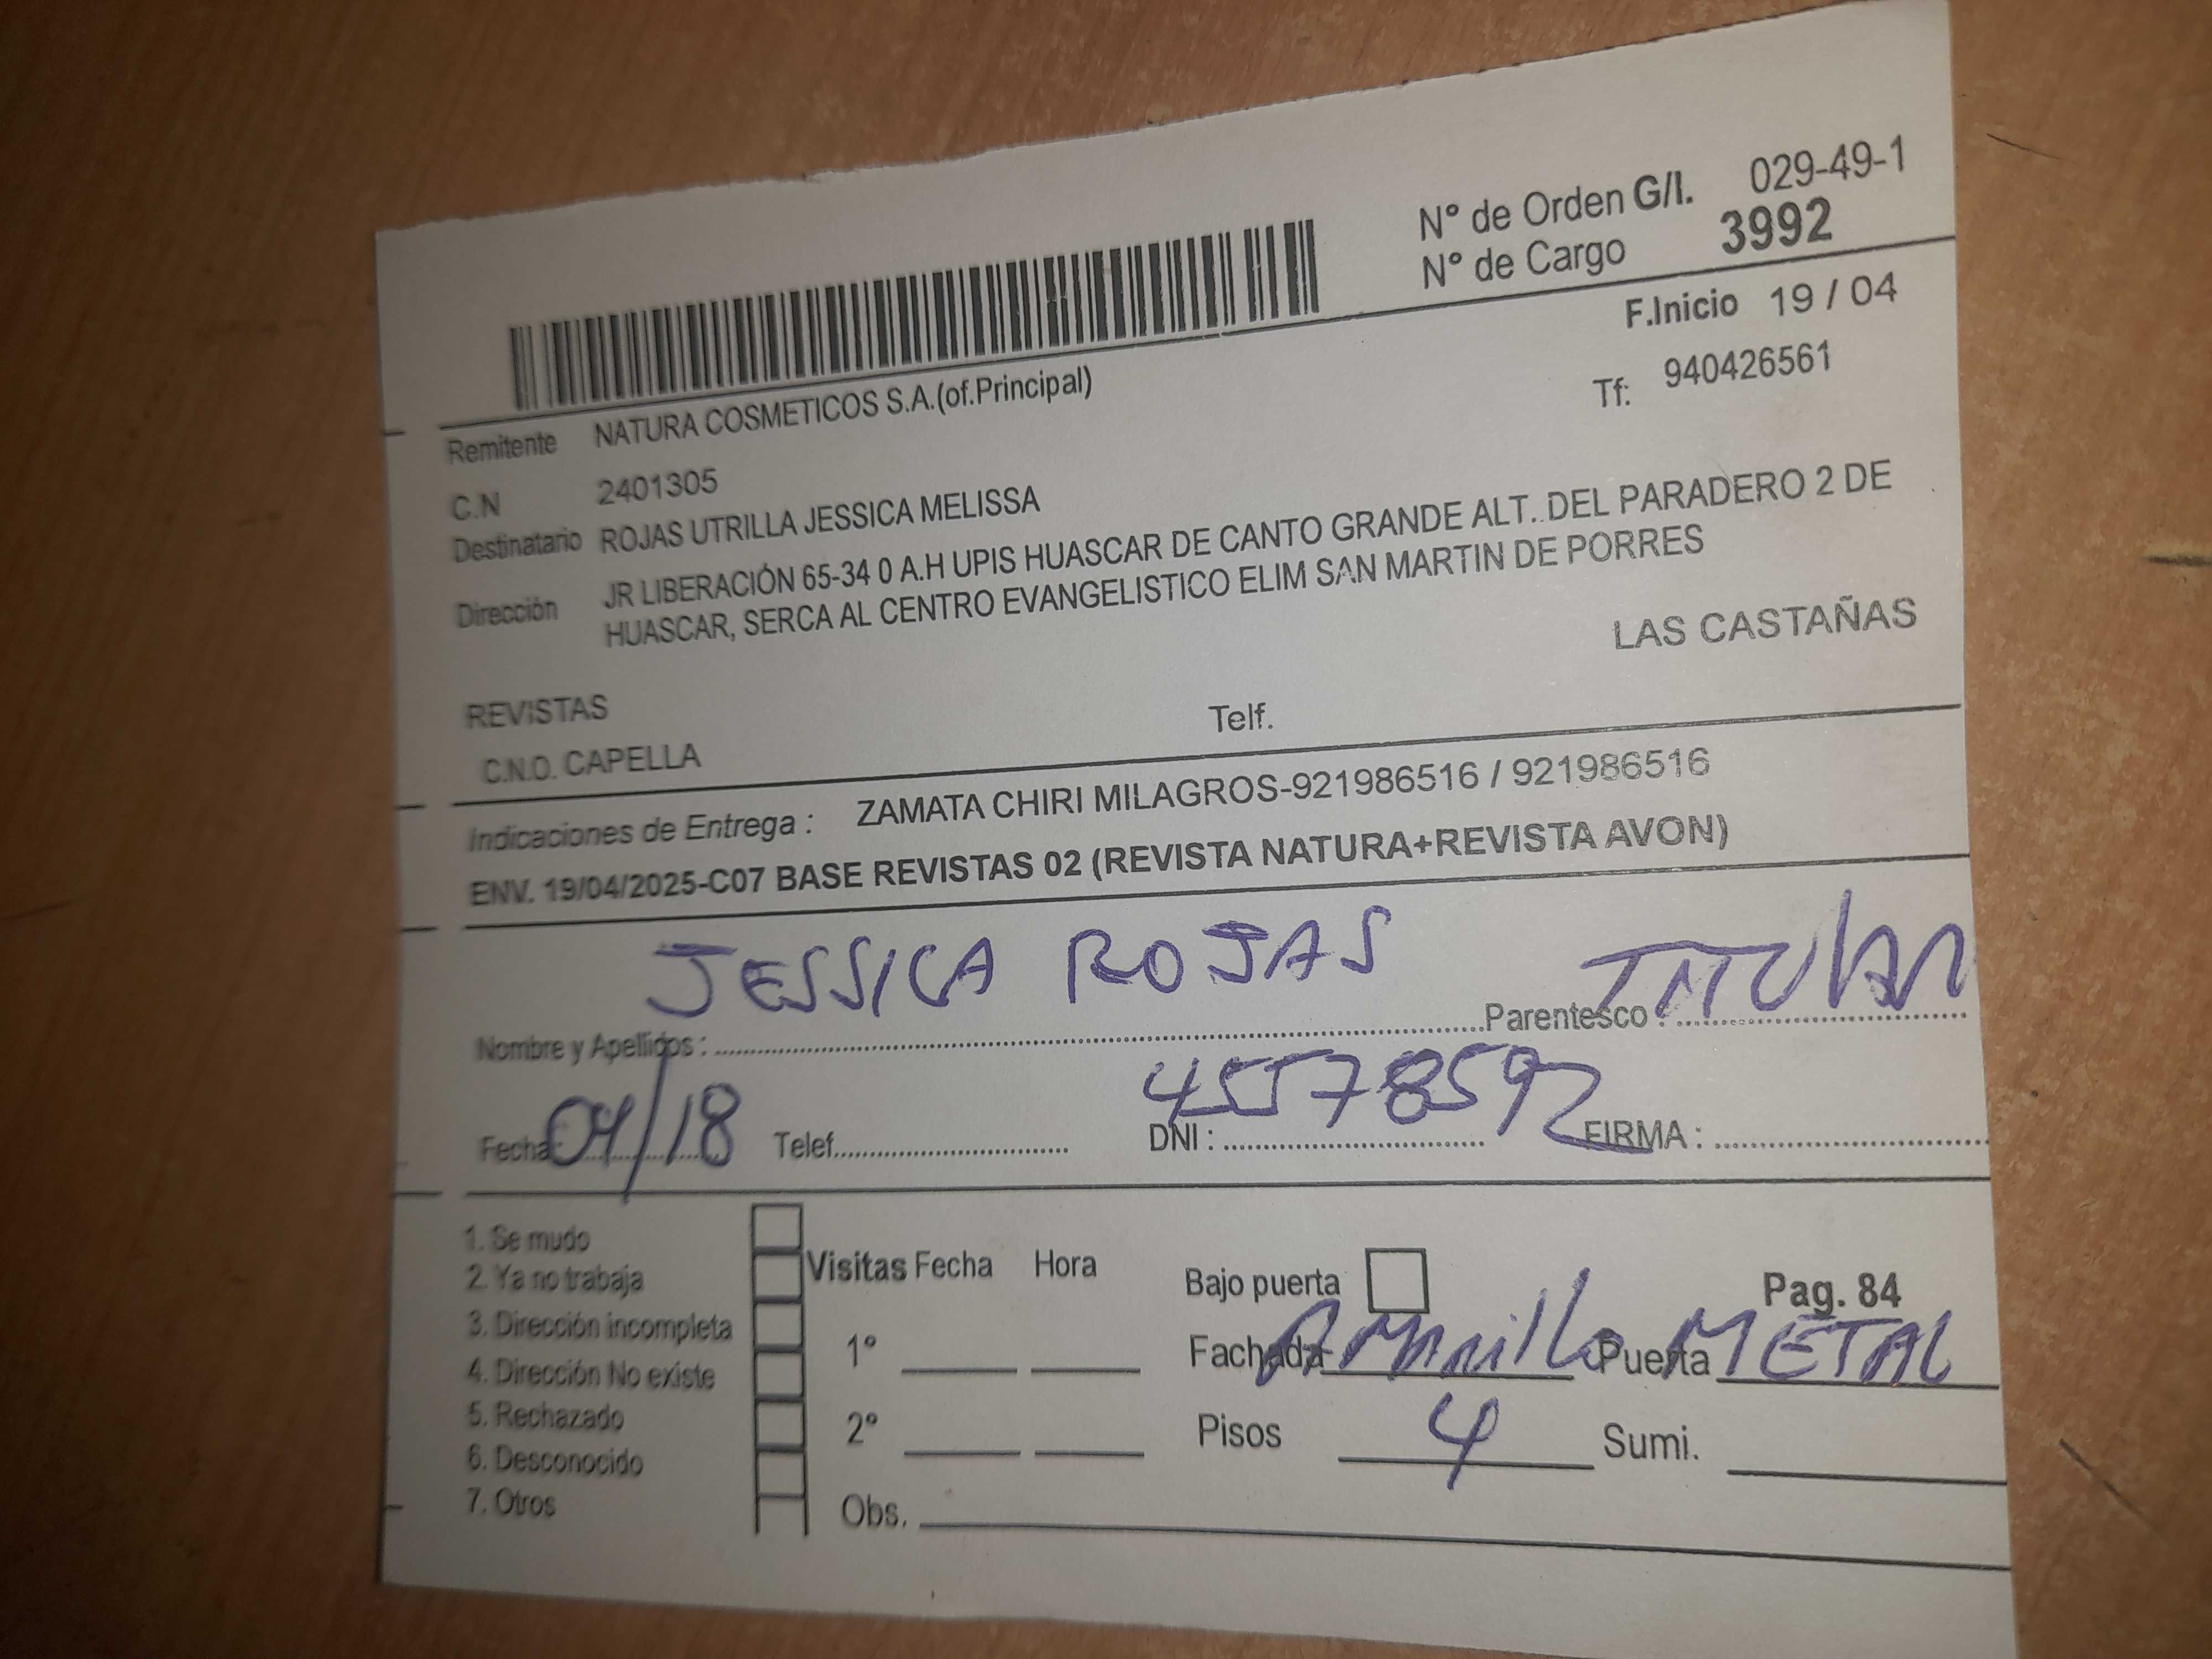 N° de Orden G/I. 029-49-1
N° de Cargo 3992
F.Inicio 19 / 04
Remitente NATURA COSMETICOS S.A.(of.Principal)
Tf: 940426561
C.N 2401305
Destinatario ROJAS UTRILLA JESSICA MELISSA
Dirección JR LIBERACIÓN 65-34 0 A.H UPIS HUASCAR DE CANTO GRANDE ALT..DEL PARADERO 2 DE
HUASCAR, SERCA AL CENTRO EVANGELISTICO ELIM SAN MARTIN DE PORRES
LAS CASTAÑAS
REVISTAS
Telf.
C.N.O. CAPELLA
Indicaciones de Entrega : ZAMATA CHIRI MILAGROS-921986516 / 921986516
ENV. 19/04/2025-C07 BASE REVISTAS 02 (REVISTA NATURA+REVISTA AVON)
JESSICA ROJAS TITULAR
Nombre y Apellidos : Parentesco :
04/18 45578592
Fecha: Telef. DNI : FIRMA :
1. Se mudo
2. Ya no trabaja
3. Dirección incompleta
4. Dirección No existe
5. Rechazado
6. Desconocido
7. Otros
Visitas Fecha Hora
1°
2°
Obs.
Bajo puerta Pag. 84
Fachada Amarillo Puerta METAL
Pisos 4 Sumi.